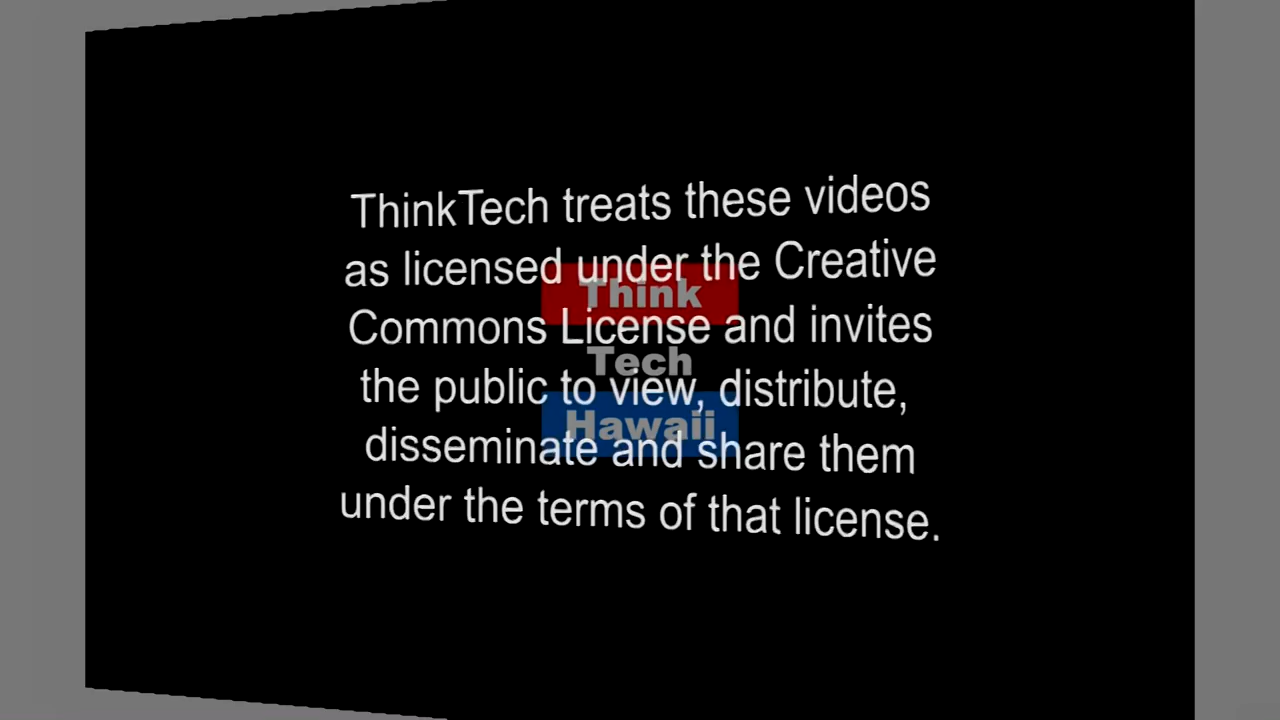 ThinkTech treats these videos
as licensed under the Creative
Commons License and invites
the public to view, distribute,
disseminate and share them
under the terms of that license.
Think
Tech
Hawaii